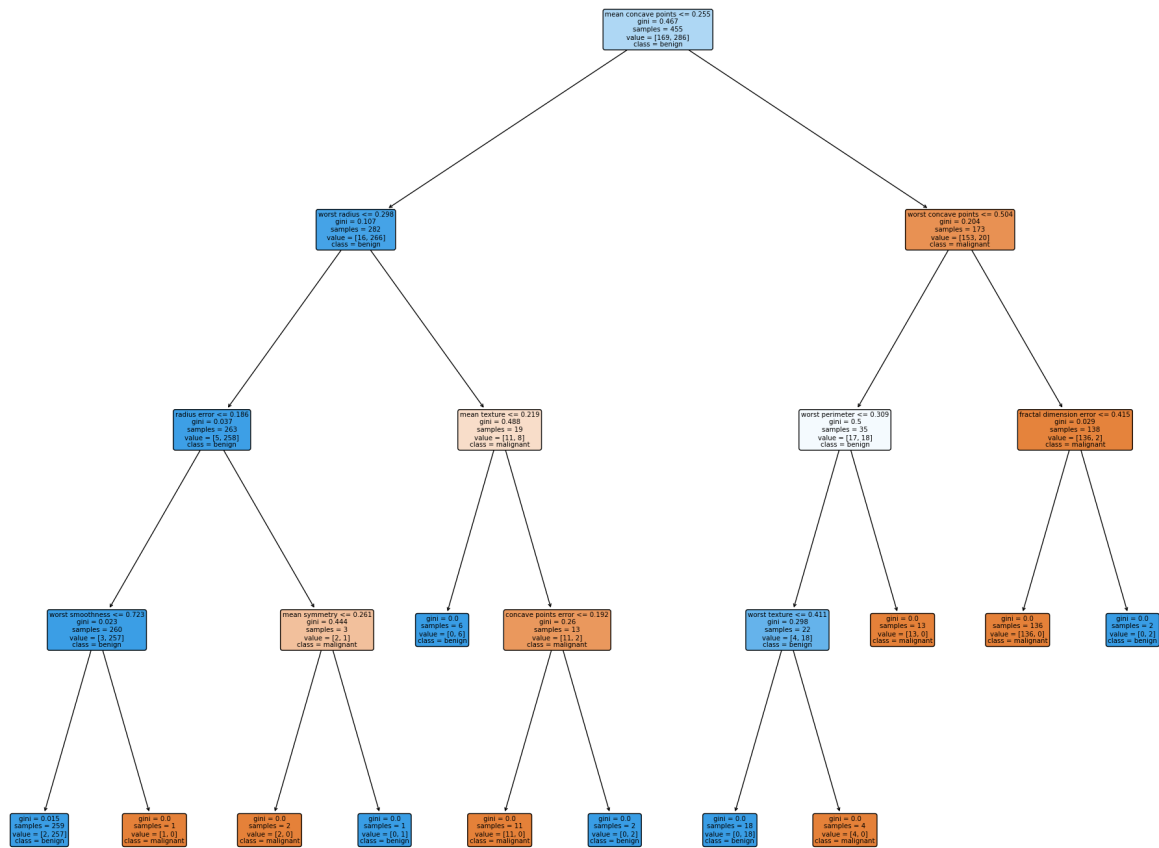 mean concave points <= 0.255
gini = 0.467
samples = 455
value = [169, 286]
class = benign
worst radius <= 0.298
gini = 0.107
samples = 282
value = [16, 266]
class = benign
worst concave points <= 0.504
gini = 0.204
samples = 173
value = [153, 20]
class = malignant
radius error <= 0.186
gini = 0.037
samples = 263
value = [5, 258]
class = benign
mean texture <= 0.219
gini = 0.488
samples = 19
value = [11, 8]
class = malignant
worst perimeter <= 0.309
gini = 0.5
samples = 35
value = [17, 18]
class = benign
fractal dimension error <= 0.415
gini = 0.029
samples = 138
value = [136, 2]
class = malignant
worst smoothness <= 0.723
gini = 0.023
samples = 260
value = [3, 257]
class = benign
mean symmetry <= 0.261
gini = 0.444
samples = 3
value = [2, 1]
class = malignant
gini = 0.0
samples = 6
value = [0, 6]
class = benign
concave points error <= 0.192
gini = 0.26
samples = 13
value = [11, 2]
class = malignant
worst texture <= 0.411
gini = 0.298
samples = 22
value = [4, 18]
class = benign
gini = 0.0
samples = 13
value = [13, 0]
class = malignant
gini = 0.0
samples = 136
value = [136, 0]
class = malignant
gini = 0.0
samples = 2
value = [0, 2]
class = benign
gini = 0.015
samples = 259
value = [2, 257]
class = benign
gini = 0.0
samples = 1
value = [1, 0]
class = malignant
gini = 0.0
samples = 2
value = [2, 0]
class = malignant
gini = 0.0
samples = 1
value = [0, 1]
class = benign
gini = 0.0
samples = 11
value = [11, 0]
class = malignant
gini = 0.0
samples = 2
value = [0, 2]
class = benign
gini = 0.0
samples = 18
value = [0, 18]
class = benign
gini = 0.0
samples = 4
value = [4, 0]
class = malignant